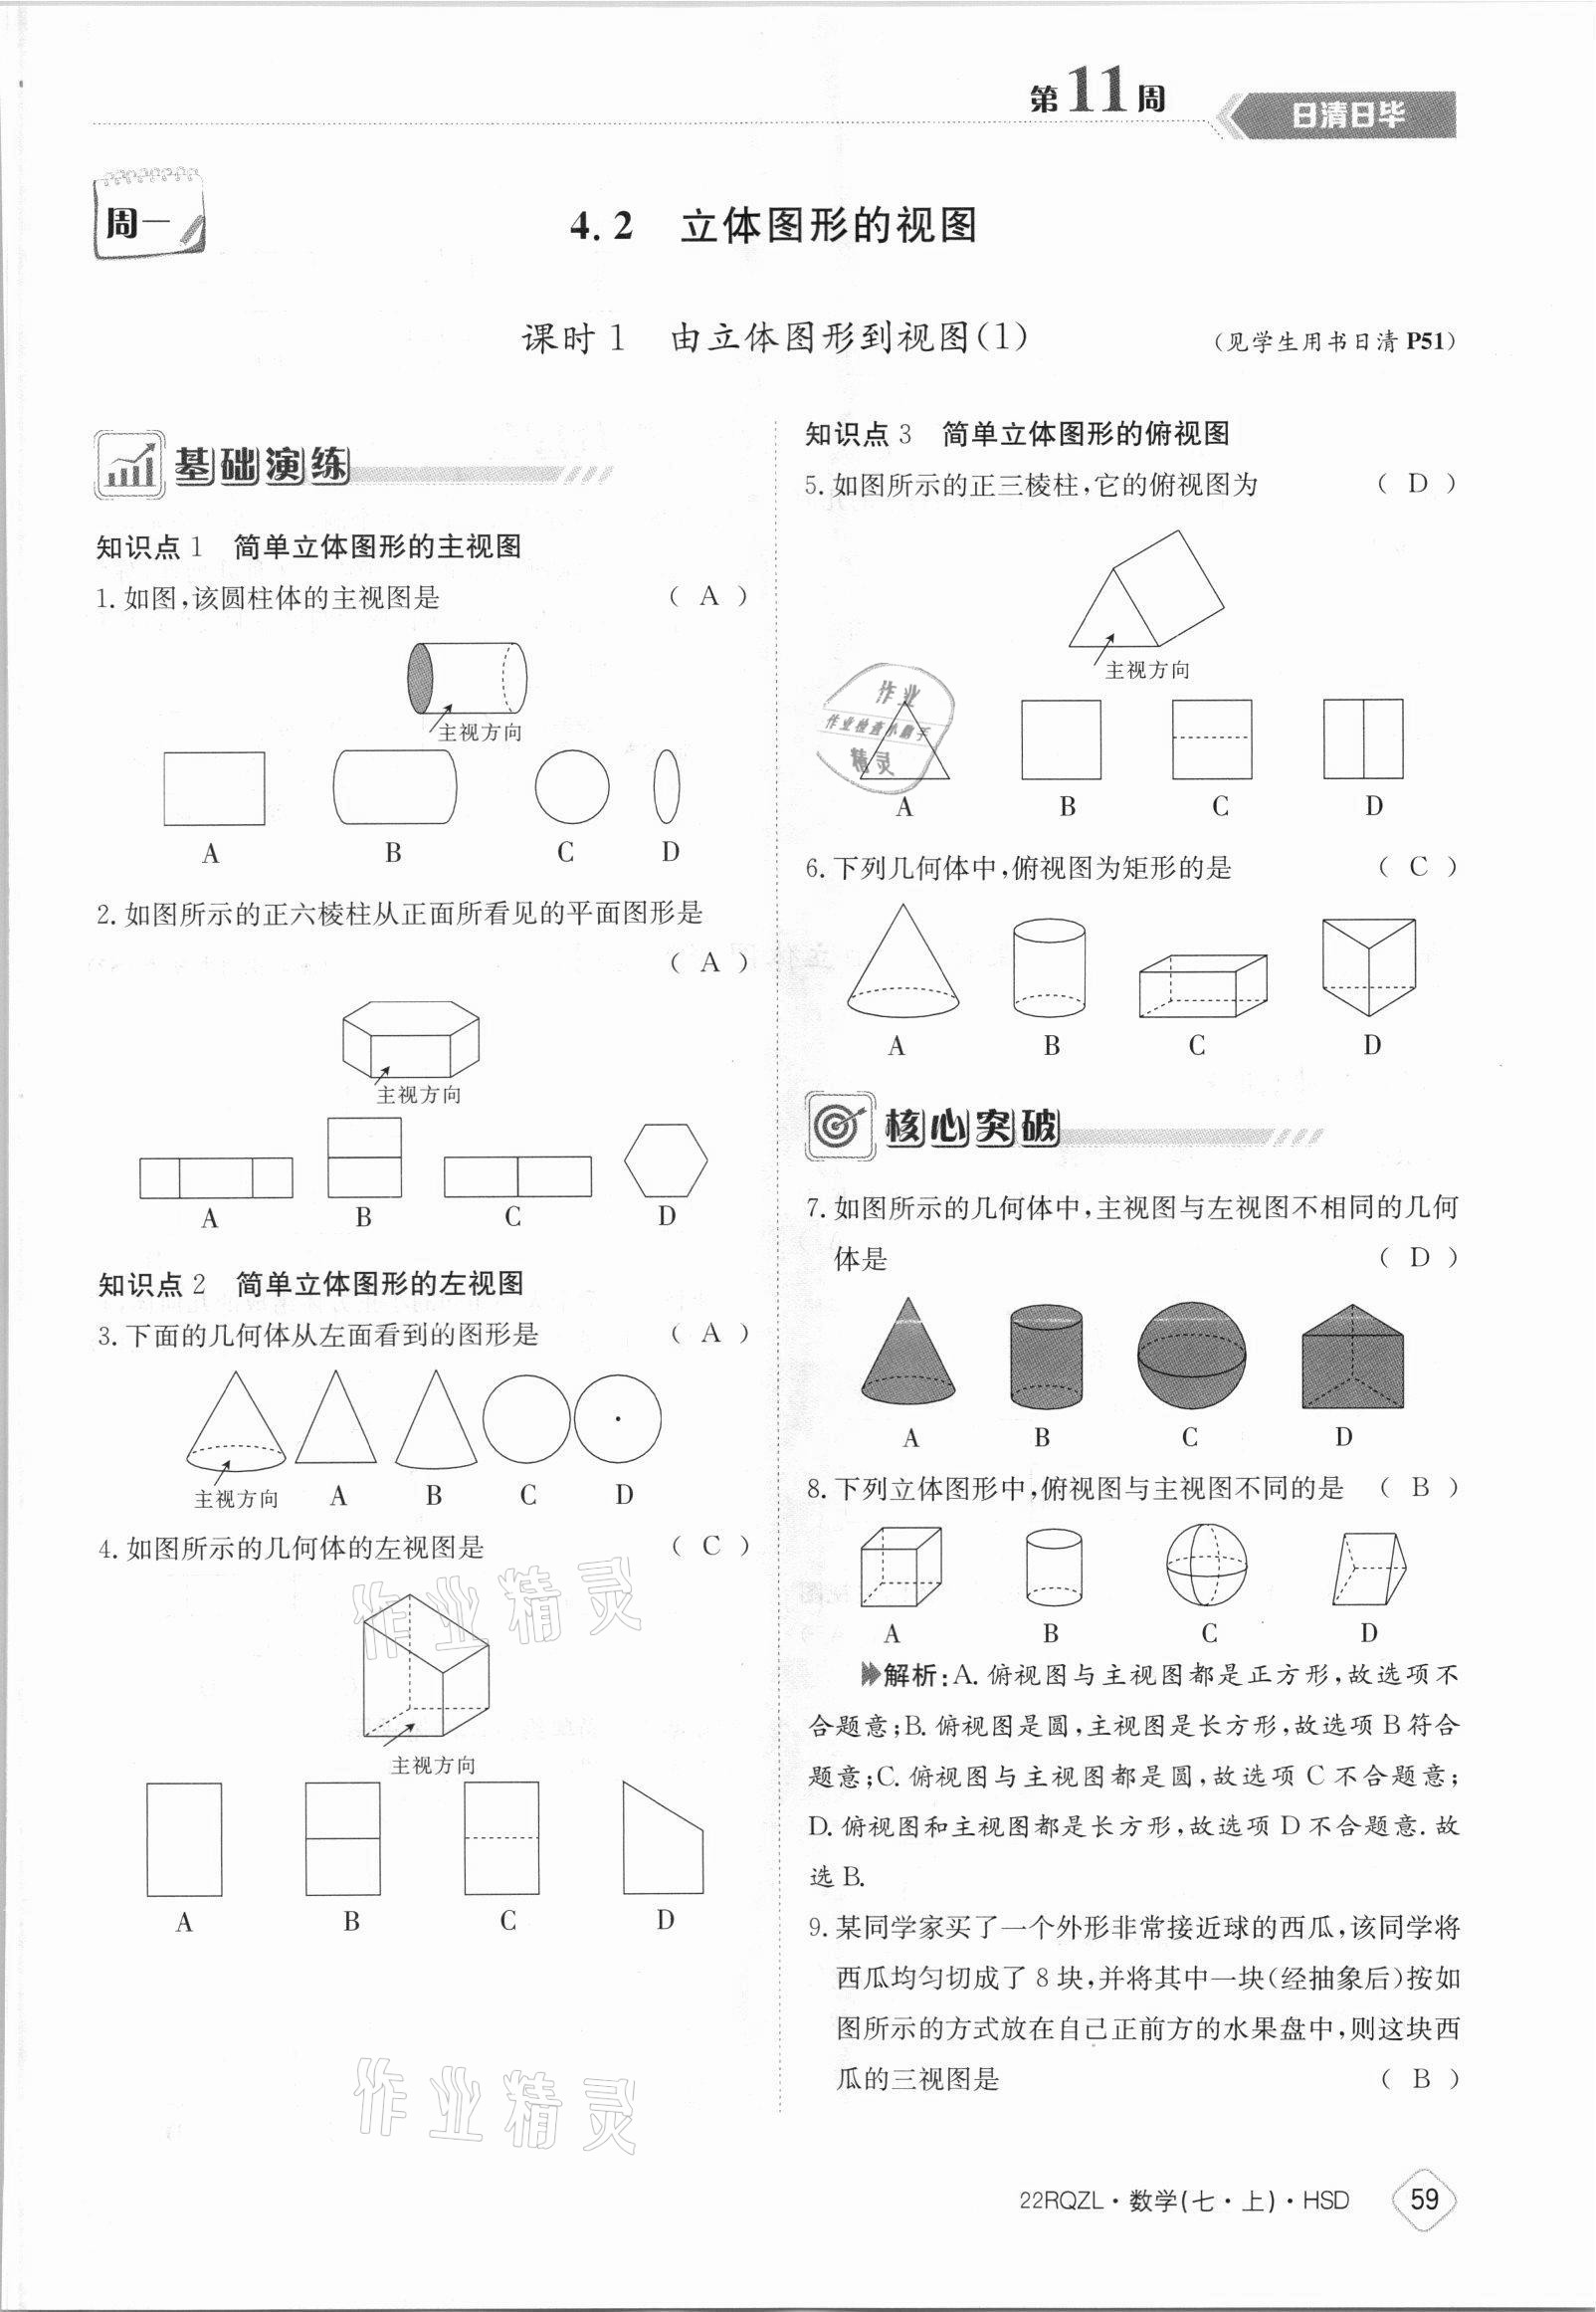 第11周
日清日毕
周一
4.2 立体图形的视图
课时1 由立体图形到视图(1)
(见学生用书日清P51)
基础演练
知识点1 简单立体图形的主视图
1.如图,该圆柱体的主视图是 ( A )
主视方向
A B C D
2.如图所示的正六棱柱从正面所看见的平面图形是
( A )
主视方向
A B C D
知识点2 简单立体图形的左视图
3.下面的几何体从左面看到的图形是 ( A )
主视方向 A B C D
4.如图所示的几何体的左视图是 ( C )
主视方向
A B C D
知识点3 简单立体图形的俯视图
5.如图所示的正三棱柱,它的俯视图为 ( D )
主视方向
作业
作业检查小助手
精灵
A B C D
6.下列几何体中,俯视图为矩形的是 ( C )
A B C D
核心突破
7.如图所示的几何体中,主视图与左视图不相同的几何
体是 ( D )
A B C D
8.下列立体图形中,俯视图与主视图不同的是 ( B )
A B C D
解析:A.俯视图与主视图都是正方形,故选项不
合题意;B.俯视图是圆,主视图是长方形,故选项B符合
题意;C.俯视图与主视图都是圆,故选项C不合题意;
D.俯视图和主视图都是长方形,故选项D不合题意.故
选B.
9.某同学家买了一个外形非常接近球的西瓜,该同学将
西瓜均匀切成了8块,并将其中一块(经抽象后)按如
图所示的方式放在自己正前方的水果盘中,则这块西
瓜的三视图是 ( B )
作业精灵
作业精灵
22RQZL·数学(七·上)·HSD
59